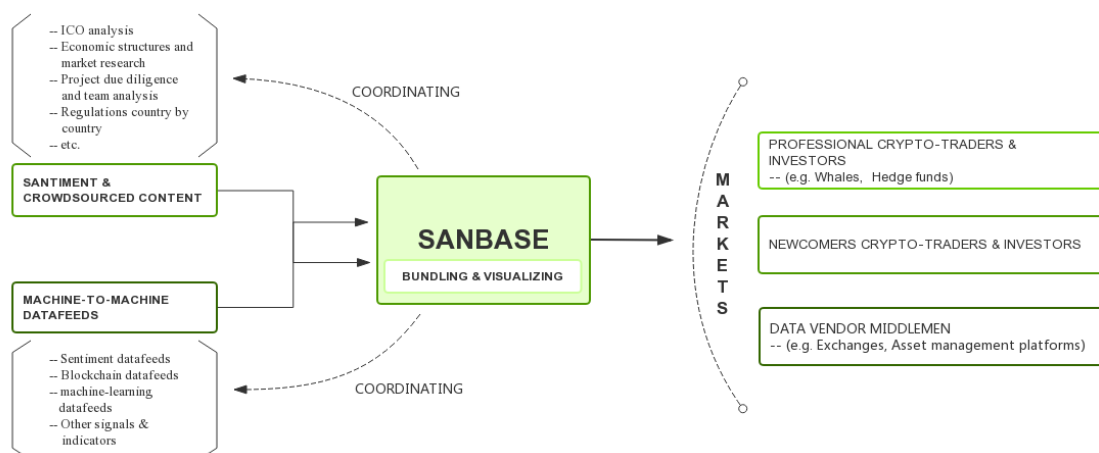 -- ICO analysis
-- Economic structures and
market research
-- Project due diligence
and team analysis
-- Regulations country by
country
-- etc.
SANTIMENT &
CROWDSOURCED CONTENT
MACHINE-TO-MACHINE
DATAFEEDS
-- Sentiment datafeeds
-- Blockchain datafeeds
-- machine-learning
datafeeds
-- Other signals &
indicators
COORDINATING
SANBASE
BUNDLING & VISUALIZING
COORDINATING
MARKETS
PROFESSIONAL CRYPTO-TRADERS &
INVESTORS
-- (e.g. Whales, Hedge funds)
NEWCOMERS CRYPTO-TRADERS & INVESTORS
DATA VENDOR MIDDLEMEN
-- (e.g. Exchanges, Asset management platforms)